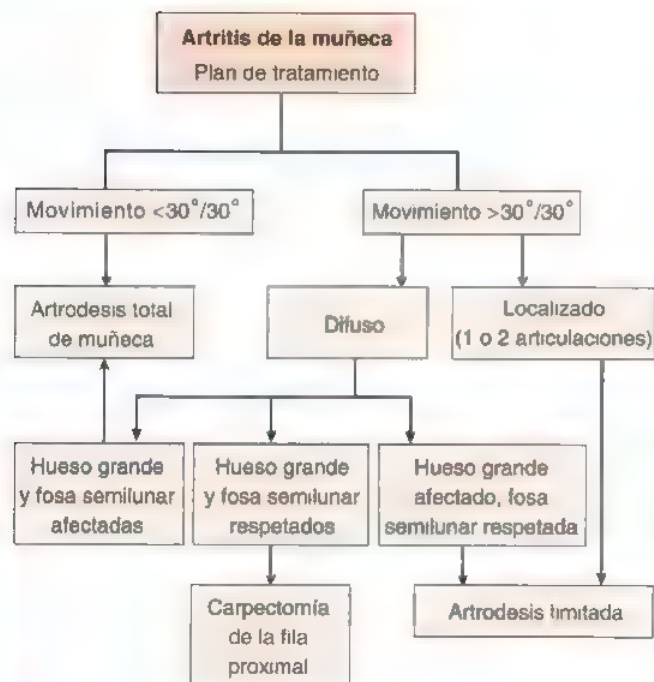 Artritis de la muñeca
Plan de tratamiento
Movimiento <30°/30°
Movimiento >30°/30°
Artrodesis total
de muñeca
Difuso
Localizado
(1 o 2 articulaciones)
Hueso grande
y fosa semilunar
afectadas
Hueso grande
y fosa semilunar
respetados
Hueso grande
afectado, fosa
semilunar respetada
Carpectomía
de la fila
proximal
Artrodesis limitada